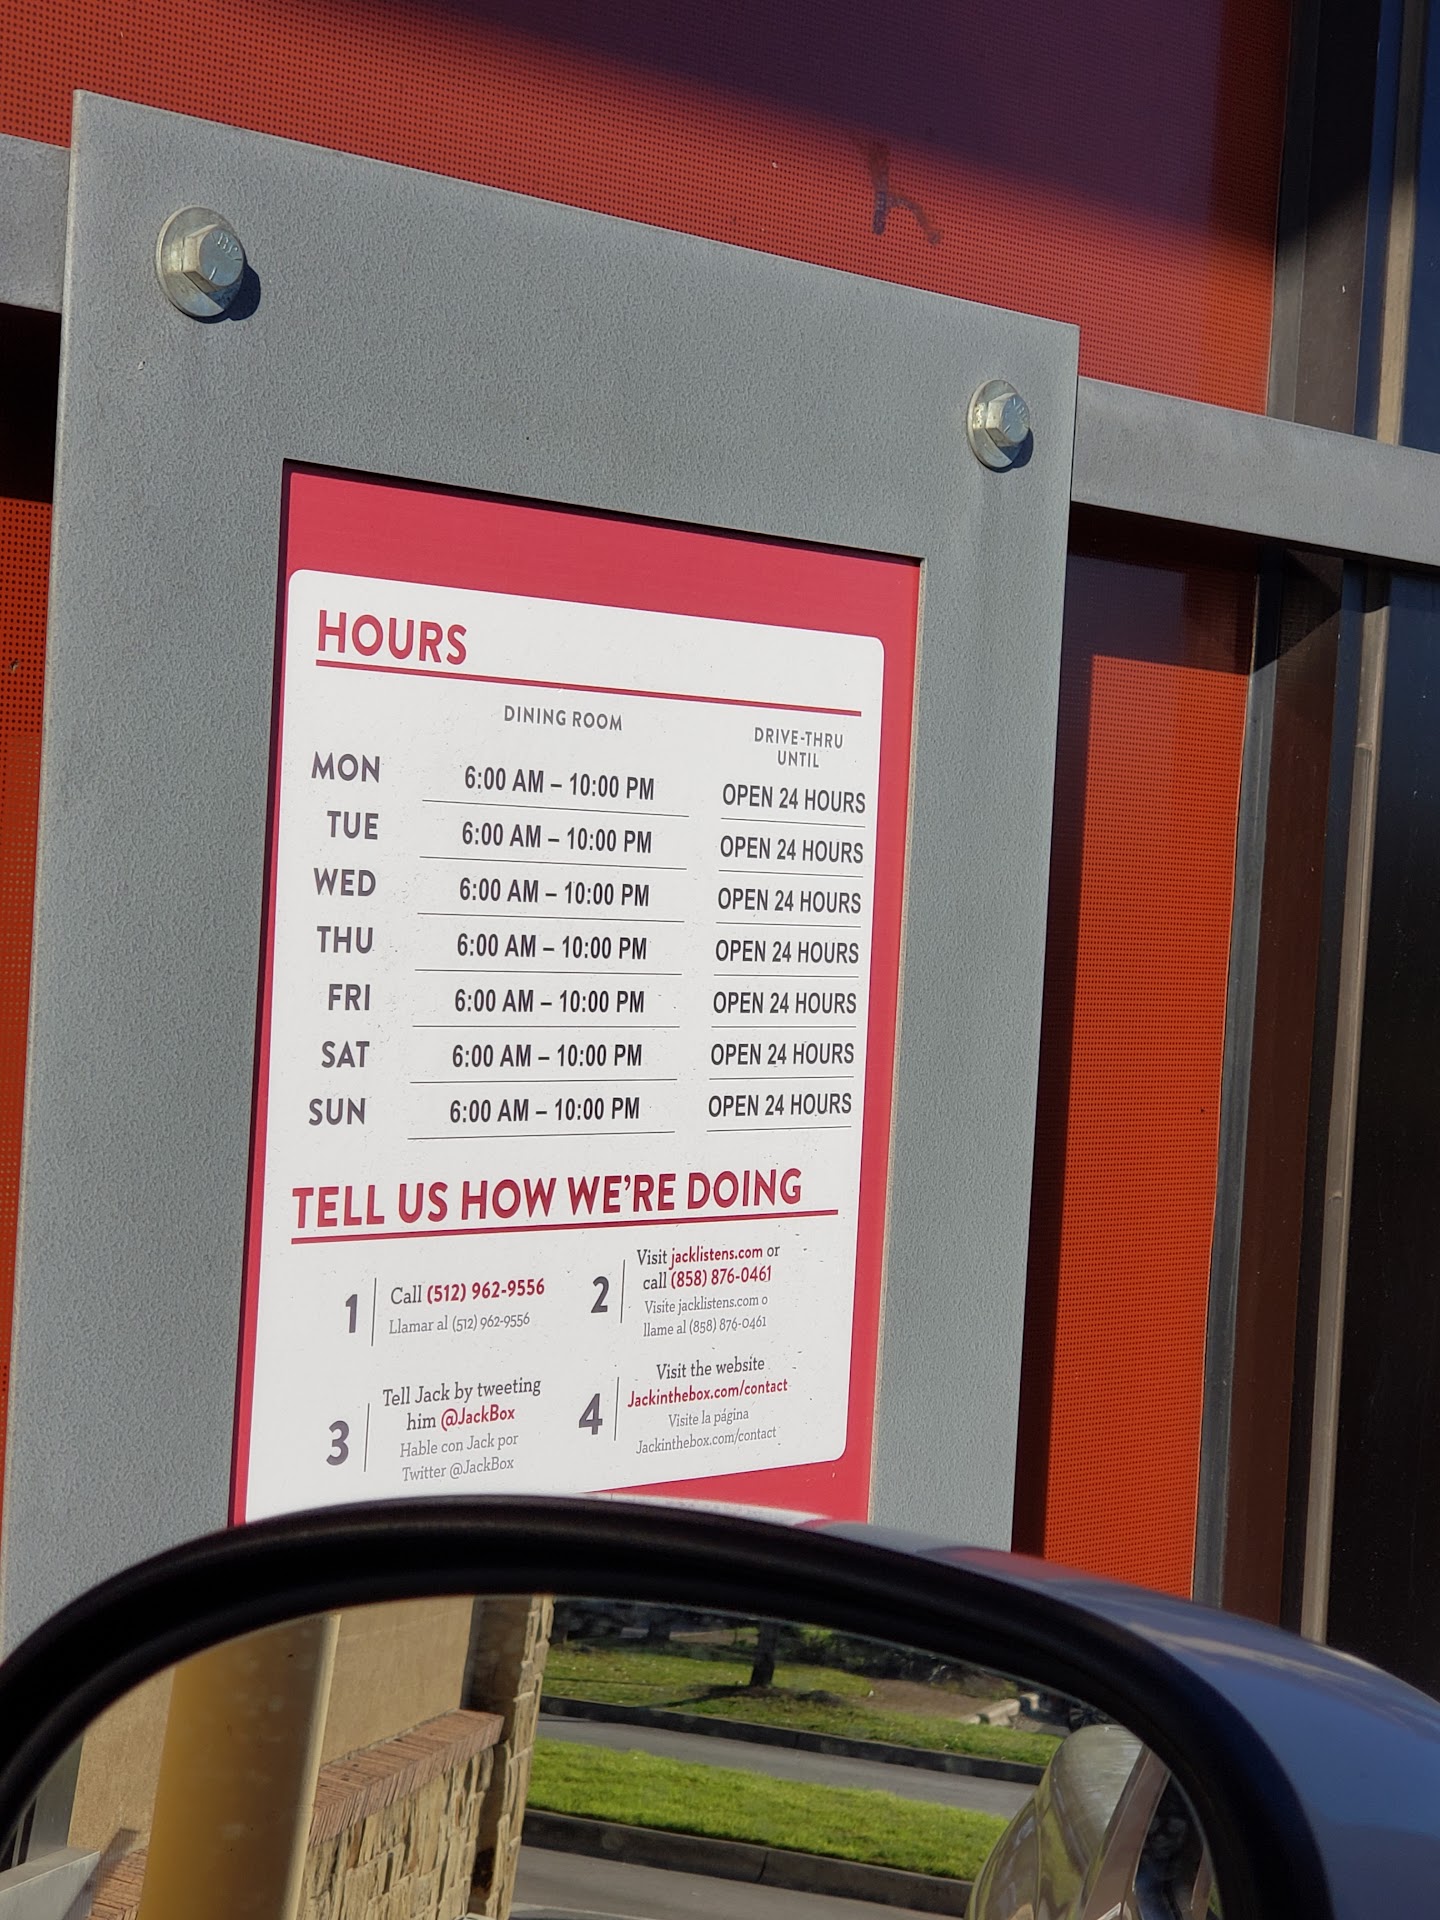 HOURS
DINING ROOM
DRIVE-THRU
UNTIL
MON 6:00 AM – 10:00 PM OPEN 24 HOURS
TUE 6:00 AM – 10:00 PM OPEN 24 HOURS
WED 6:00 AM – 10:00 PM OPEN 24 HOURS
THU 6:00 AM – 10:00 PM OPEN 24 HOURS
FRI 6:00 AM – 10:00 PM OPEN 24 HOURS
SAT 6:00 AM – 10:00 PM OPEN 24 HOURS
SUN 6:00 AM – 10:00 PM OPEN 24 HOURS
TELL US HOW WE'RE DOING
1
Call (512) 962-9556
Llamar al (512) 962-9556
2
Visit jacklistens.com or
call (858) 876-0461
Visite jacklistens.com o
llame al (858) 876-0461
3
Tell Jack by tweeting
him @JackBox
Hable con Jack por
Twitter @JackBox
4
Visit the website
Jackinthebox.com/contact
Visite la página
Jackinthebox.com/contact